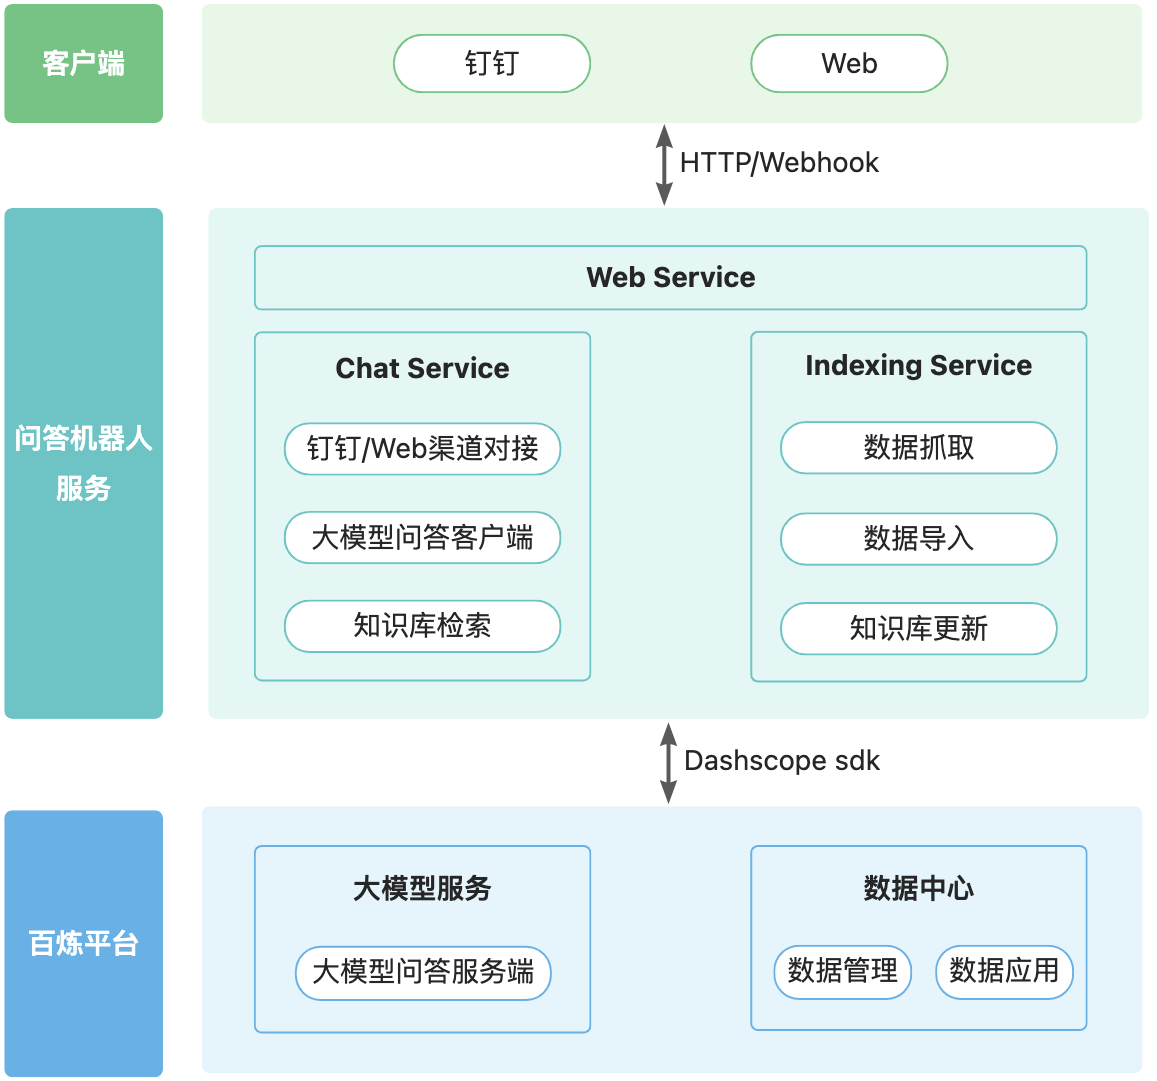 客户端
钉钉
Web
HTTP/Webhook
问答机器人
服务
Web Service
Chat Service
钉钉/Web渠道对接
大模型问答客户端
知识库检索
Indexing Service
数据抓取
数据导入
知识库更新
Dashscope sdk
百炼平台
大模型服务
大模型问答服务端
数据中心
数据管理
数据应用